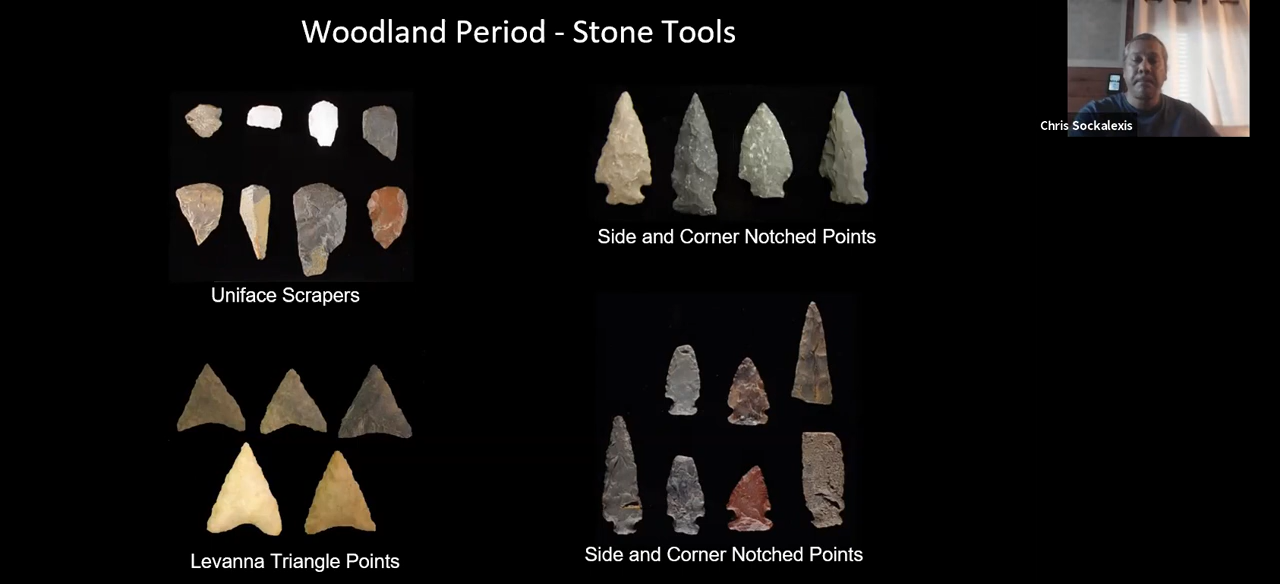 Woodland Period - Stone Tools
Chris Sockalexis
Side and Corner Notched Points
Uniface Scrapers
Levanna Triangle Points
Side and Corner Notched Points